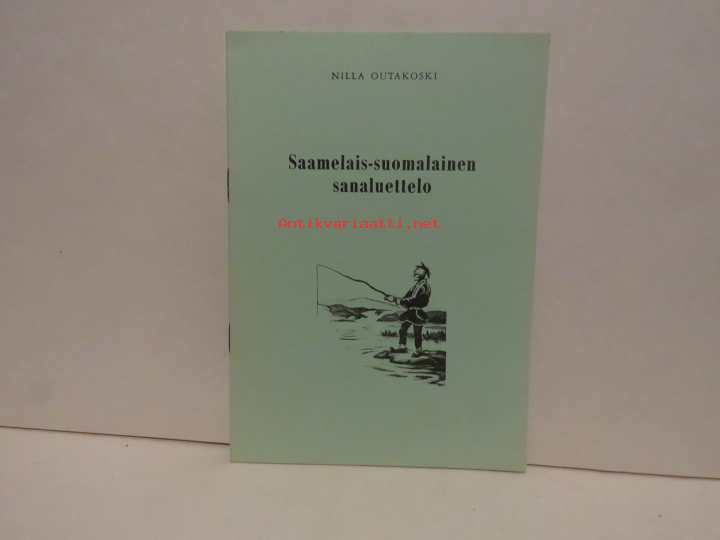 NILLA OUTAKOSKI
Saamelais-suomalainen
sanaluettelo
Antikvariaatti.net